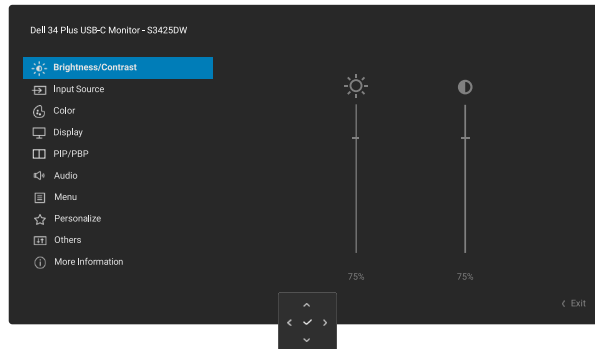 Dell 34 Plus USB-C Monitor - S3425DW
Brightness/Contrast
Input Source
Color
Display
PIP/PBP
Audio
Menu
Personalize
Others
More Information
75% 75%
Exit